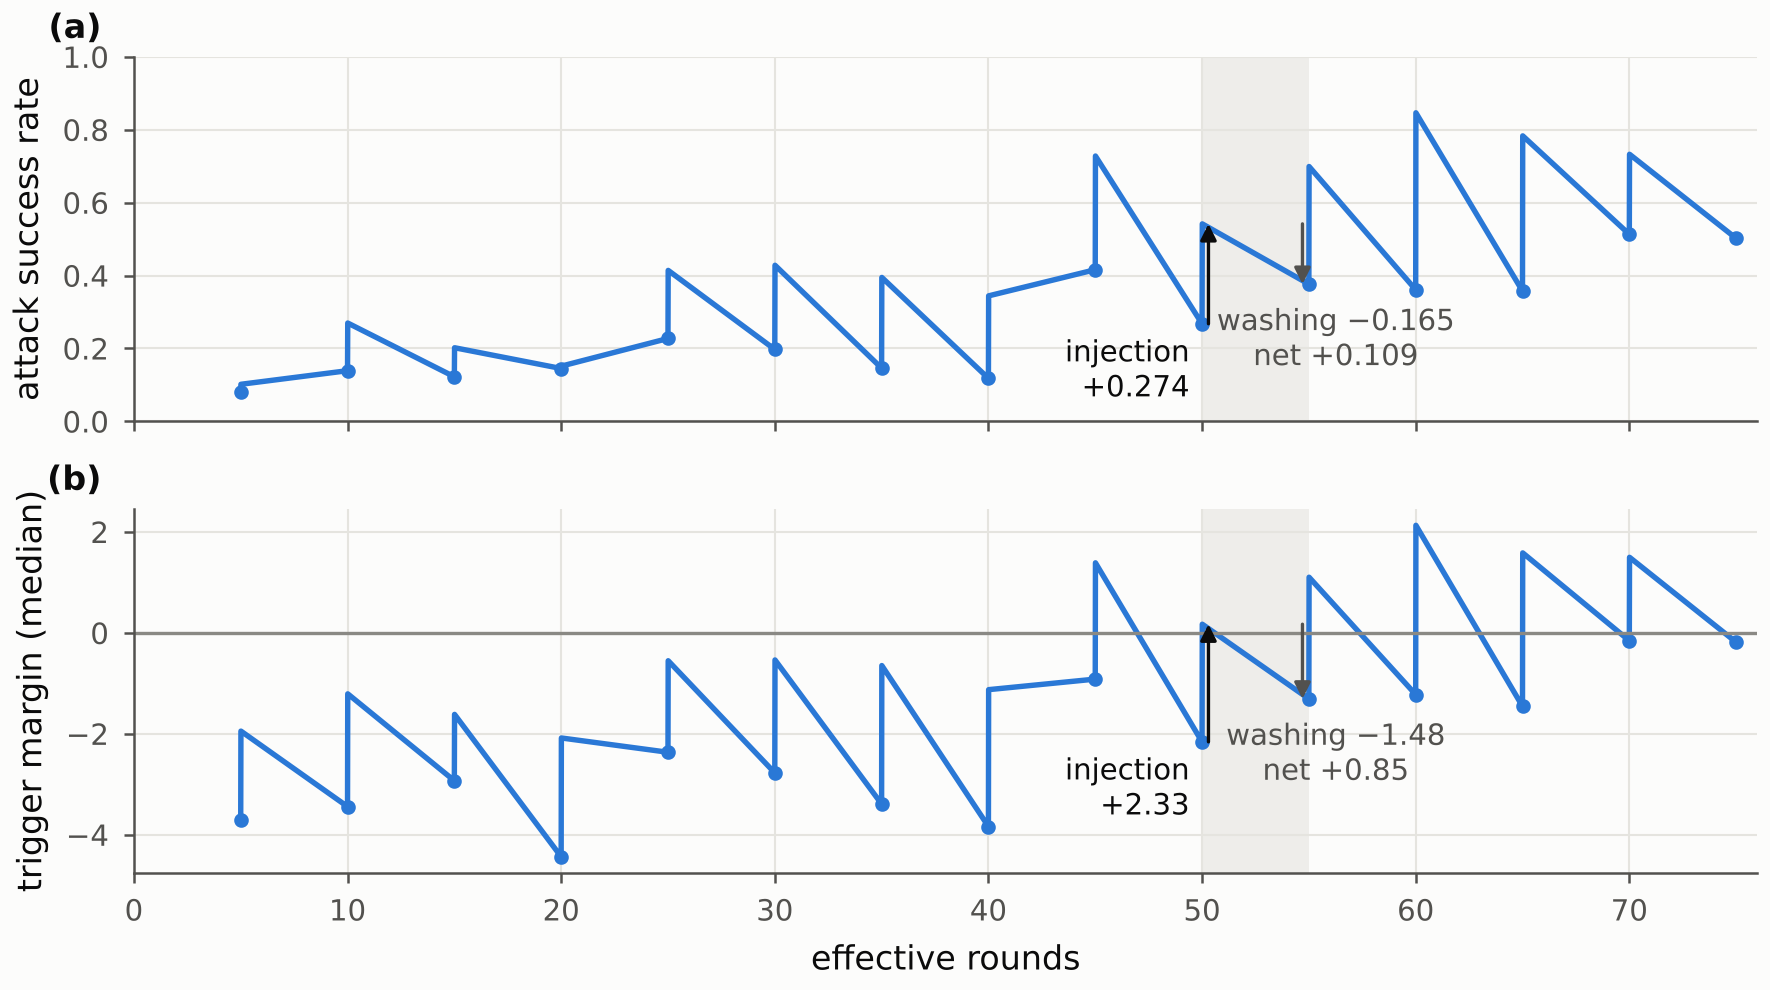 (a)
attack success rate
1.0
0.8
0.6
0.4
0.2
0.0
injection
+0.274
washing −0.165
net +0.109
(b)
trigger margin (median)
2
0
−2
−4
injection
+2.33
washing −1.48
net +0.85
0 10 20 30 40 50 60 70
effective rounds